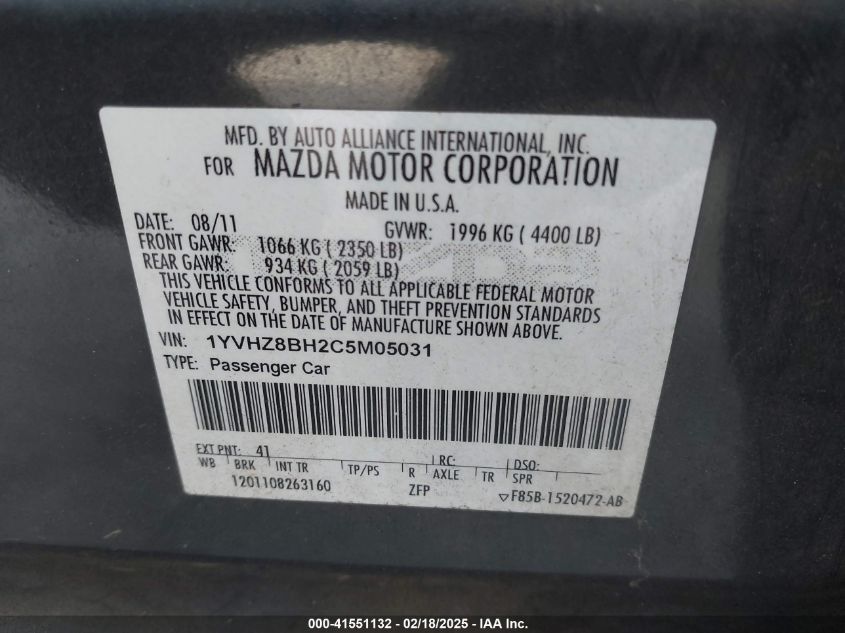 MFD. BY AUTO ALLIANCE INTERNATIONAL, INC.
FOR MAZDA MOTOR CORPORATION
MADE IN U.S.A.
DATE: 08/11 GVWR: 1996 KG ( 4400 LB)
FRONT GAWR: 1066 KG ( 2350 LB)
REAR GAWR: 934 KG ( 2059 LB)
THIS VEHICLE CONFORMS TO ALL APPLICABLE FEDERAL MOTOR
VEHICLE SAFETY, BUMPER, AND THEFT PREVENTION STANDARDS
IN EFFECT ON THE DATE OF MANUFACTURE SHOWN ABOVE.
VIN: 1YVHZ8BH2C5M05031
TYPE: Passenger Car
EXT PNT: 41 RC: DSO:
WB BRK INT TR TP/PS R AXLE TR SPR
1201108263160 ZFP ▽F85B-1520472-AB
000-41551132 - 02/18/2025 - IAA Inc.